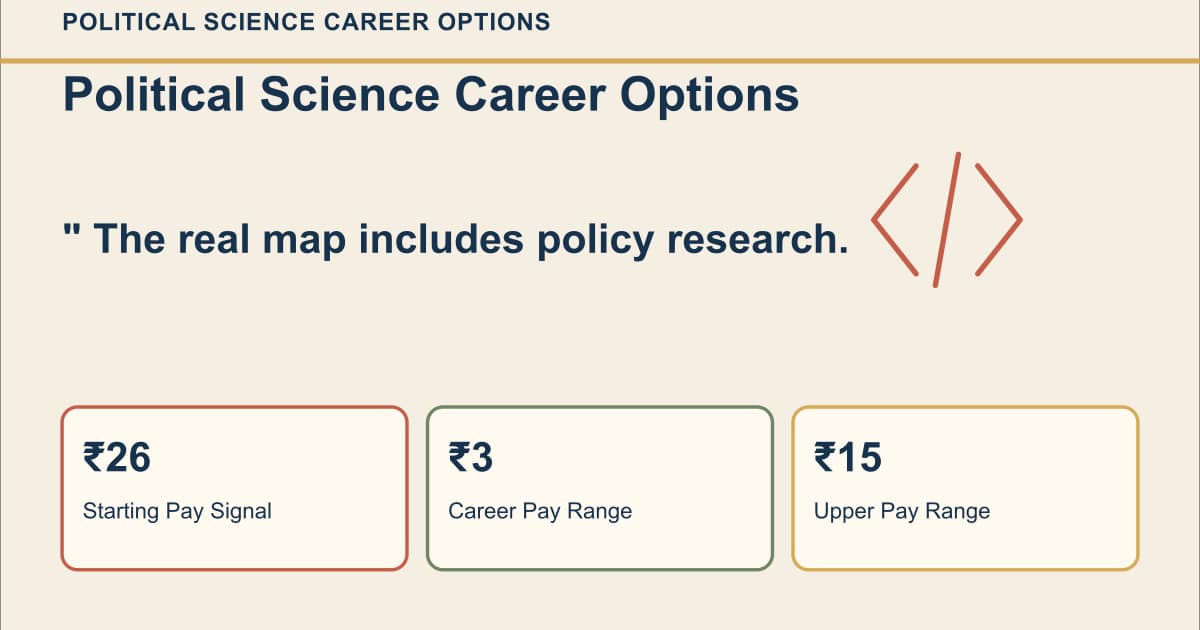 POLITICAL SCIENCE CAREER OPTIONS
Political Science Career Options
" The real map includes policy research.
₹26
Starting Pay Signal
₹3
Career Pay Range
₹15
Upper Pay Range